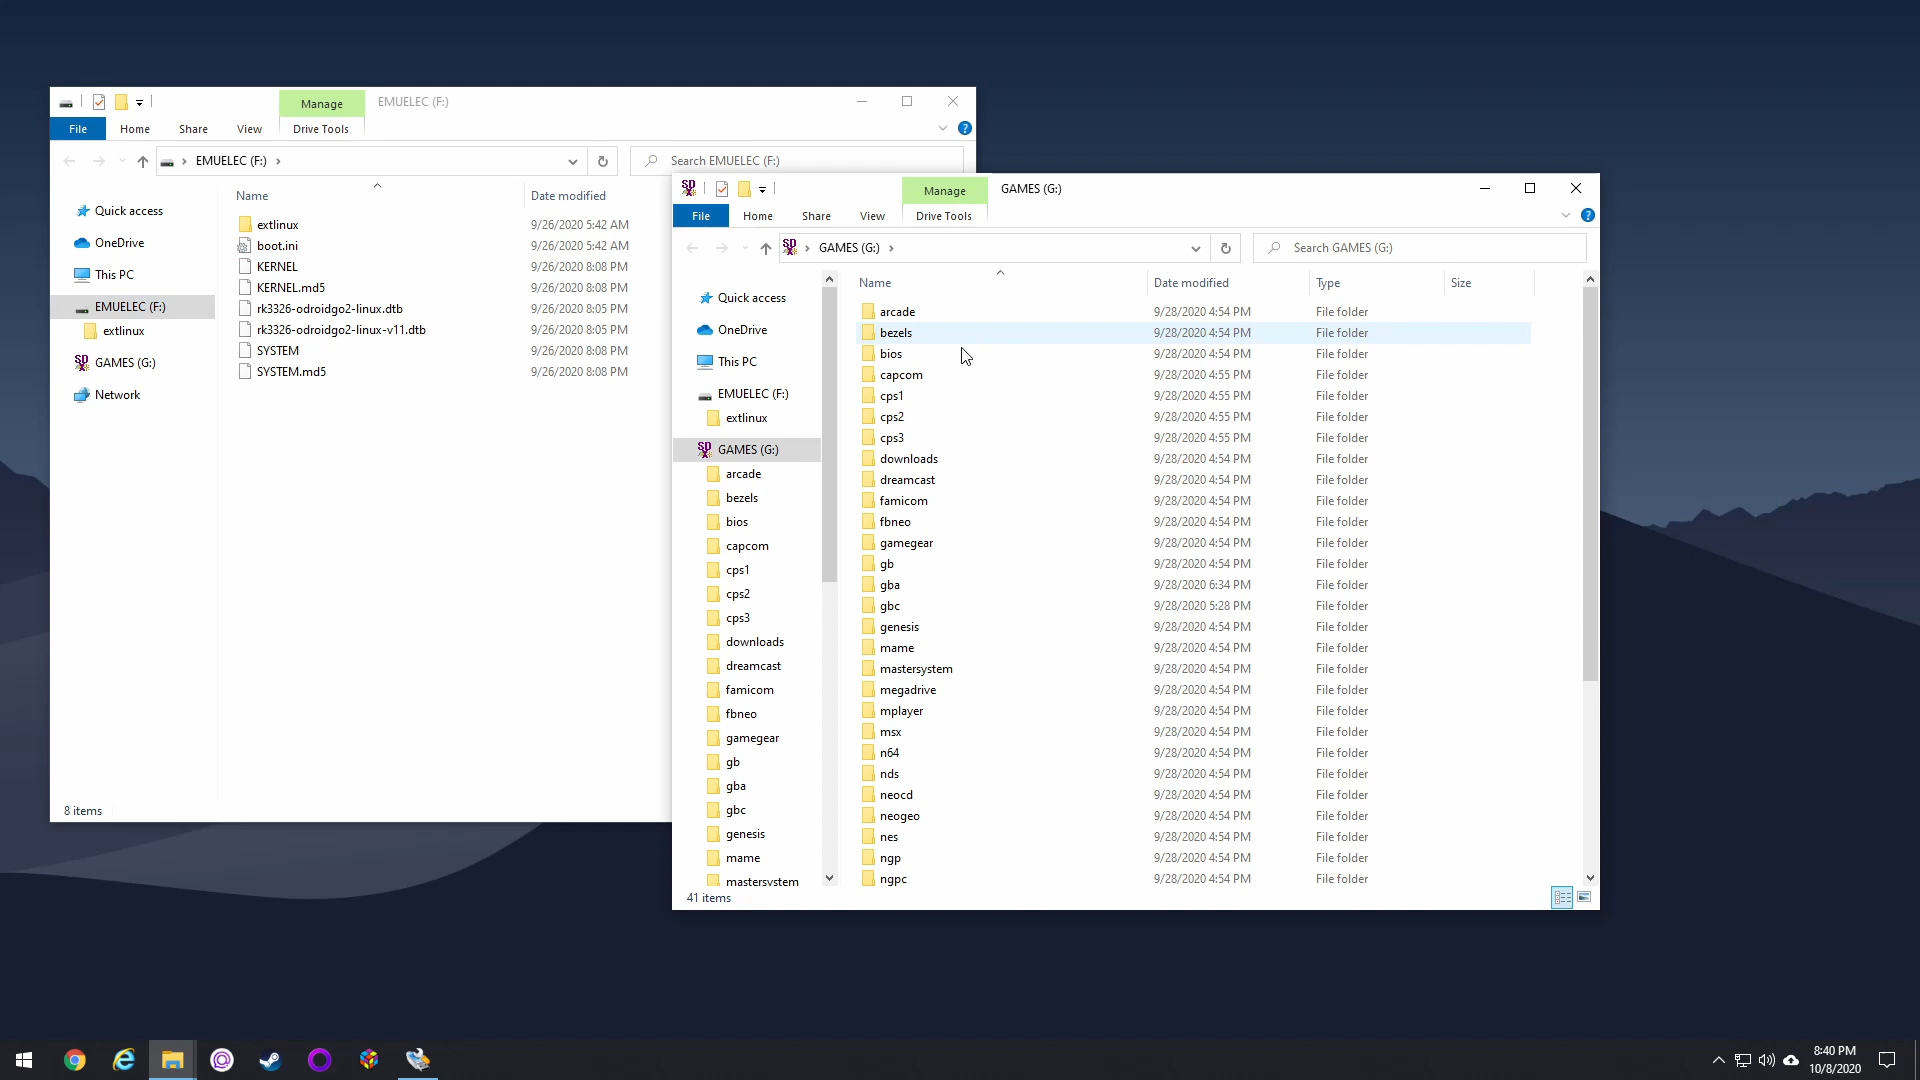 Manage
EMUELEC (F:)
File
Home
Share
View
Drive Tools
EMUELEC (F:)
Search EMUELEC (F:)
Name
Date modified
Quick access
OneDrive
This PC
EMUELEC (F:)
extlinux
GAMES (G:)
Network
extlinux 9/26/2020 5:42 AM
boot.ini 9/26/2020 5:42 AM
KERNEL 9/26/2020 8:08 PM
KERNEL.md5 9/26/2020 8:08 PM
rk3326-odroidgo2-linux.dtb 9/26/2020 8:05 PM
rk3326-odroidgo2-linux-v11.dtb 9/26/2020 8:05 PM
SYSTEM 9/26/2020 8:08 PM
SYSTEM.md5 9/26/2020 8:08 PM
8 items
Manage
GAMES (G:)
File
Home
Share
View
Drive Tools
GAMES (G:)
Search GAMES (G:)
Name
Date modified
Type
Size
Quick access
OneDrive
This PC
EMUELEC (F:)
extlinux
GAMES (G:)
arcade
bezels
bios
capcom
cps1
cps2
cps3
downloads
dreamcast
famicom
fbneo
gamegear
gb
gba
gbc
genesis
mame
mastersystem
arcade 9/28/2020 4:54 PM File folder
bezels 9/28/2020 4:54 PM File folder
bios 9/28/2020 4:54 PM File folder
capcom 9/28/2020 4:55 PM File folder
cps1 9/28/2020 4:55 PM File folder
cps2 9/28/2020 4:55 PM File folder
cps3 9/28/2020 4:55 PM File folder
downloads 9/28/2020 4:54 PM File folder
dreamcast 9/28/2020 4:54 PM File folder
famicom 9/28/2020 4:54 PM File folder
fbneo 9/28/2020 4:54 PM File folder
gamegear 9/28/2020 4:54 PM File folder
gb 9/28/2020 4:54 PM File folder
gba 9/28/2020 6:34 PM File folder
gbc 9/28/2020 5:28 PM File folder
genesis 9/28/2020 4:54 PM File folder
mame 9/28/2020 4:54 PM File folder
mastersystem 9/28/2020 4:54 PM File folder
megadrive 9/28/2020 4:54 PM File folder
mplayer 9/28/2020 4:54 PM File folder
msx 9/28/2020 4:54 PM File folder
n64 9/28/2020 4:54 PM File folder
nds 9/28/2020 4:54 PM File folder
neocd 9/28/2020 4:54 PM File folder
neogeo 9/28/2020 4:54 PM File folder
nes 9/28/2020 4:54 PM File folder
ngp 9/28/2020 4:54 PM File folder
ngpc 9/28/2020 4:54 PM File folder
41 items
8:40 PM
10/8/2020